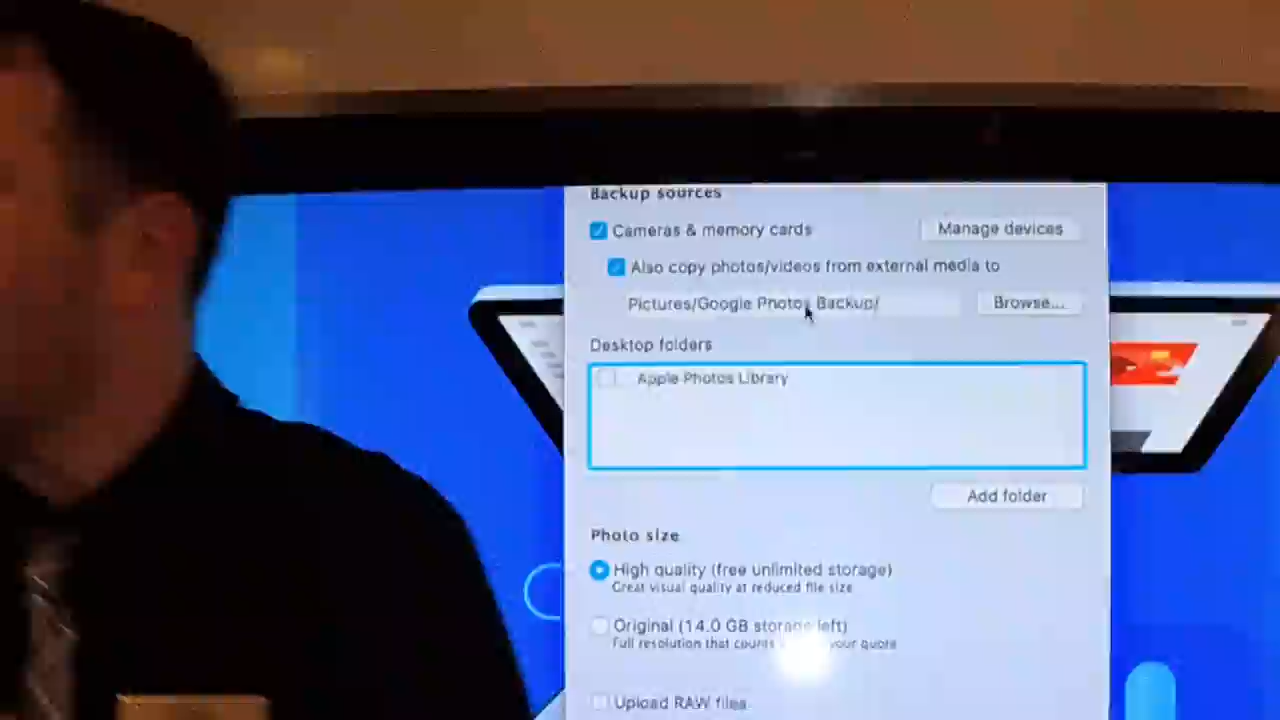 Backup sources
Cameras & memory cards
Manage devices
Also copy photos/videos from external media to
Pictures/Google Photos Backup/
Browse...
Desktop folders
Apple Photos Library
Add folder
Photo size
High quality (free unlimited storage)
Great visual quality at reduced file size
Original (14.0 GB storage left)
Full resolution that counts your quota
Upload RAW files